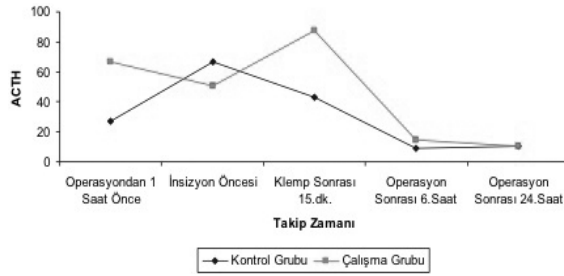 100
80
60
40
20
0
ACTH
Operasyondan 1
Saat Önce
İnsizyon Öncesi
Klemp Sonrası
15.dk.
Operasyon
Sonrası 6.Saat
Operasyon
Sonrası 24.Saat
Takip Zamanı
Kontrol Grubu
Çalışma Grubu